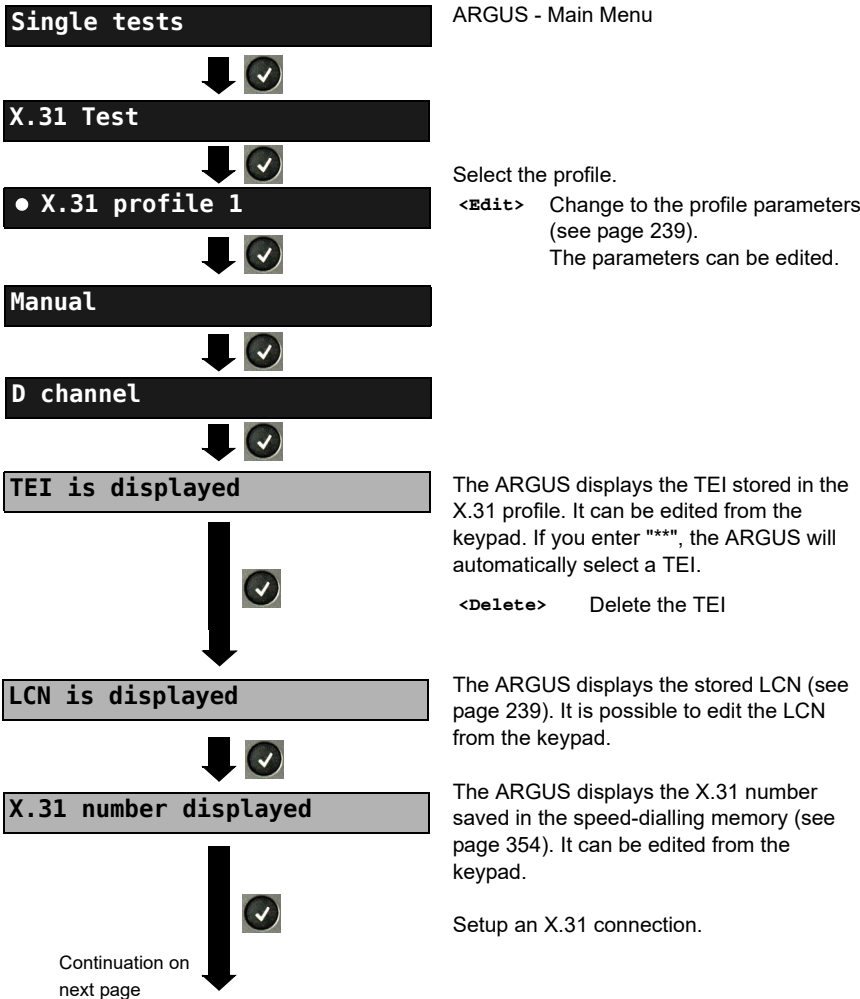 Single tests
ARGUS - Main Menu
X.31 Test
Select the profile.
● X.31 profile 1
<Edit> Change to the profile parameters
(see page 239).
The parameters can be edited.
Manual
D channel
TEI is displayed
The ARGUS displays the TEI stored in the
X.31 profile. It can be edited from the
keypad. If you enter "**", the ARGUS will
automatically select a TEI.
<Delete> Delete the TEI
LCN is displayed
The ARGUS displays the stored LCN (see
page 239). It is possible to edit the LCN
from the keypad.
X.31 number displayed
The ARGUS displays the X.31 number
saved in the speed-dialling memory (see
page 354). It can be edited from the
keypad.
Setup an X.31 connection.
Continuation on
next page